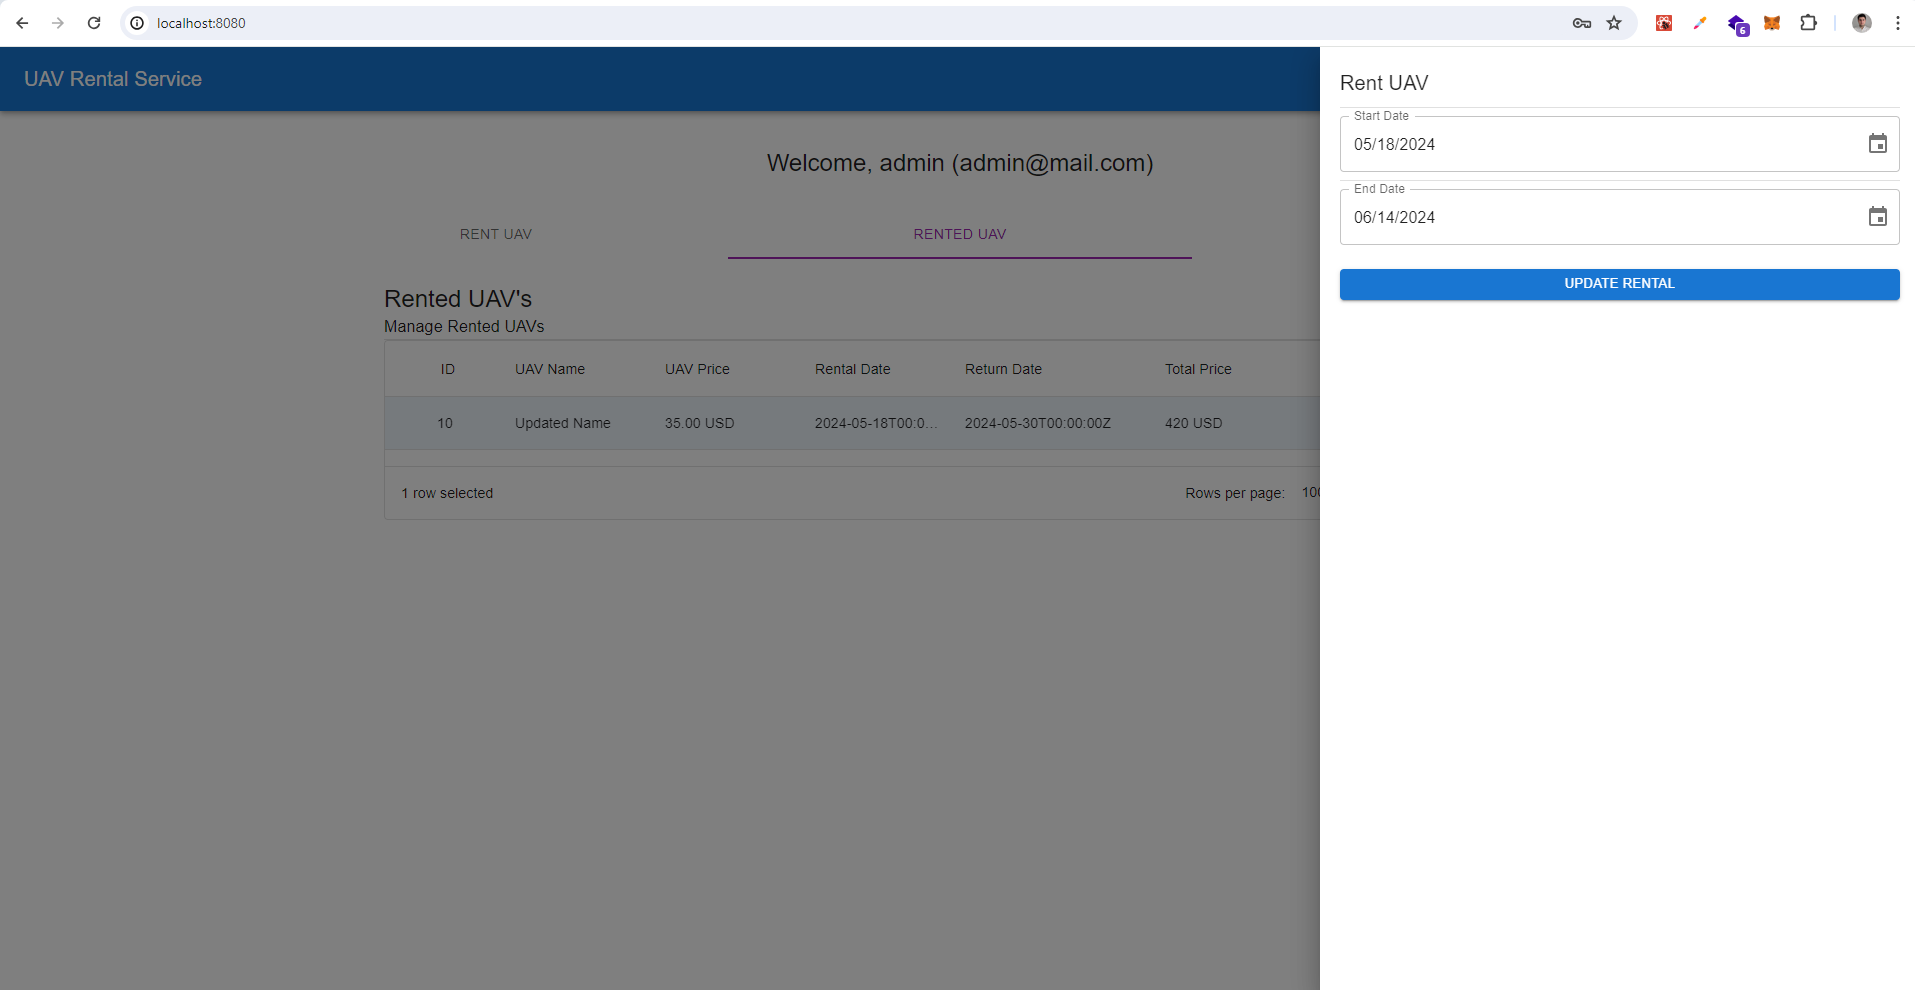 localhost:8080
6
UAV Rental Service
Welcome, admin (admin@mail.com)
RENT UAV
RENTED UAV
Rented UAV's
Manage Rented UAVs
ID UAV Name UAV Price Rental Date Return Date Total Price
10 Updated Name 35.00 USD 2024-05-18T00:0... 2024-05-30T00:00:00Z 420 USD
1 row selected
Rows per page: 100
Rent UAV
Start Date
05/18/2024
End Date
06/14/2024
UPDATE RENTAL